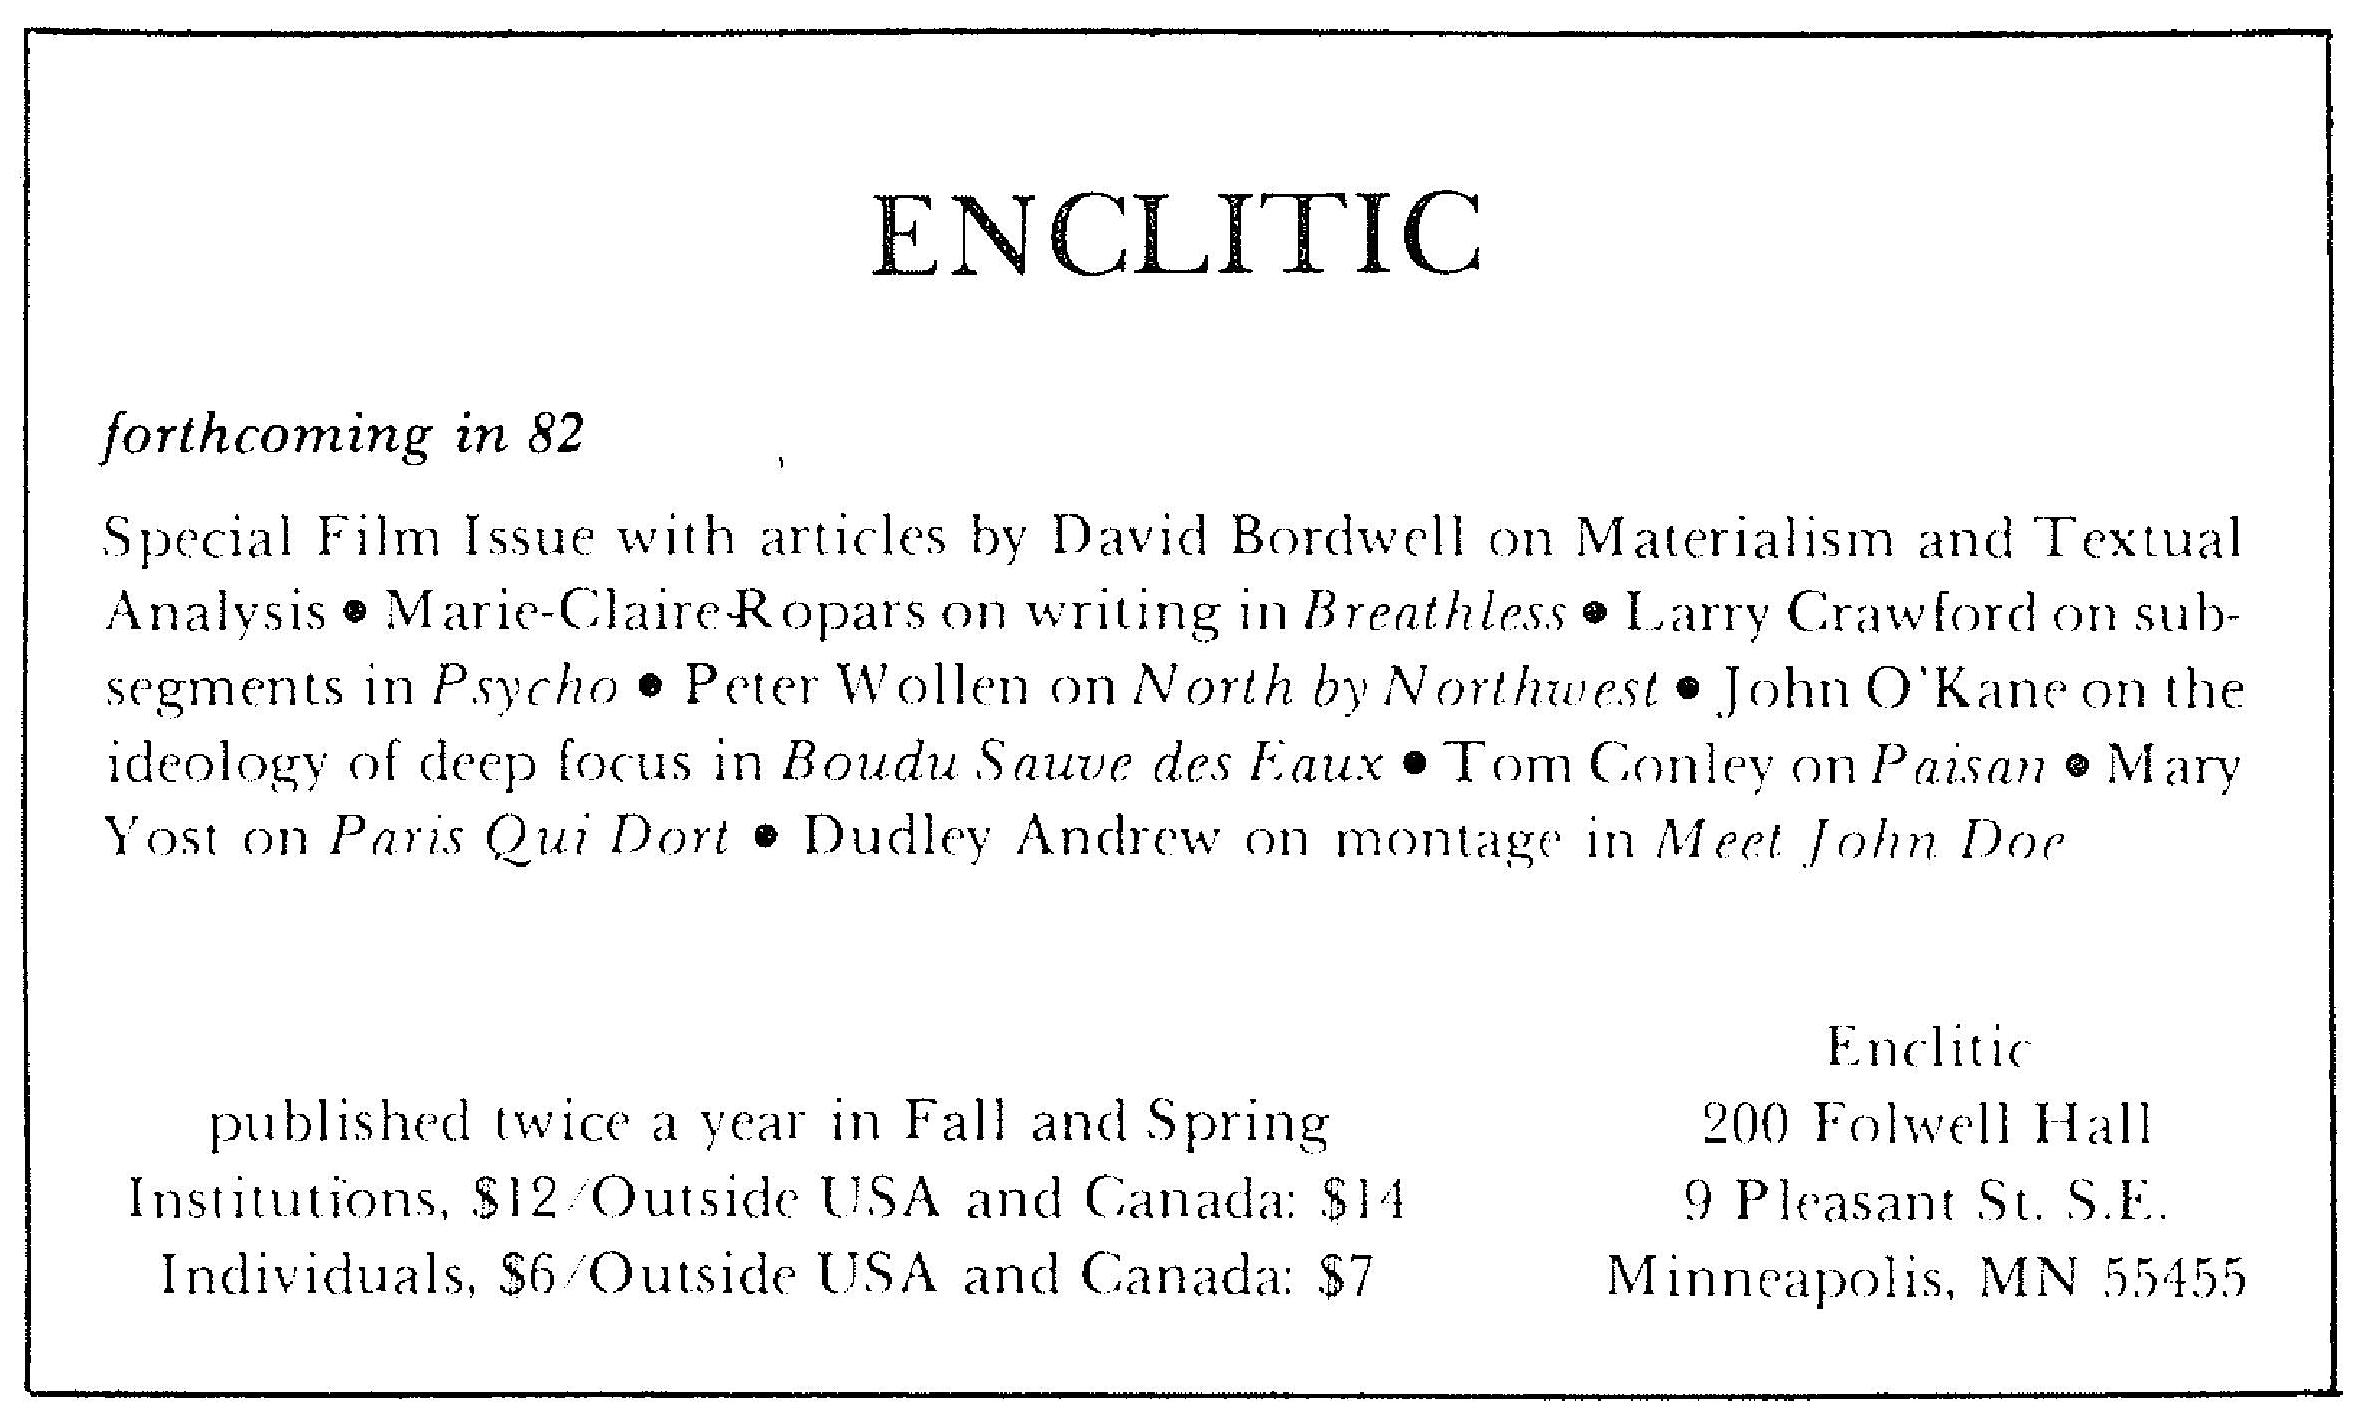 ENCLITIC
forthcoming in 82
Special Film Issue with articles by David Bordwell on Materialism and Textual
Analysis ● Marie-Claire-Ropars on writing in Breathless ● Larry Crawford on sub-
segments in Psycho ● Peter Wollen on North by Northwest ● John O'Kane on the
ideology of deep focus in Boudu Sauve des Eaux ● Tom Conley on Paisan ● Mary
Yost on Paris Qui Dort ● Dudley Andrew on montage in Meet John Doe
published twice a year in Fall and Spring
Institutions, $12/Outside USA and Canada: $14
Individuals, $6/Outside USA and Canada: $7
Enclitic
200 Folwell Hall
9 Pleasant St. S.E.
Minneapolis, MN 55455